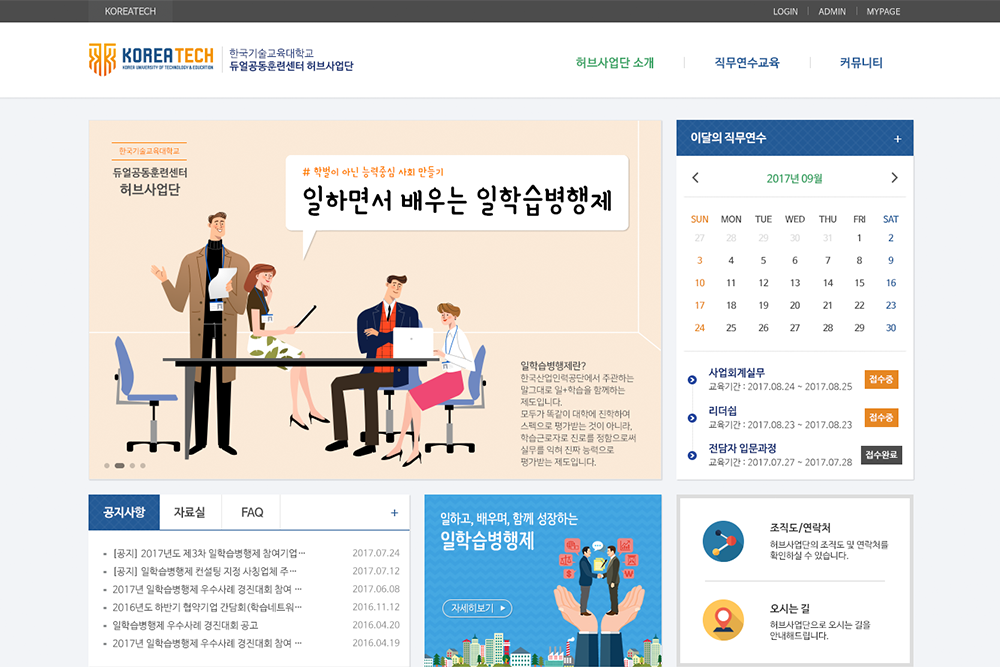 KOREATECH
LOGIN
ADMIN
MYPAGE
KOREATECH
KOREA UNIVERSITY OF TECHNOLOGY & EDUCATION
한국기술교육대학교
듀얼공동훈련센터 허브사업단
허브사업단 소개
직무연수교육
커뮤니티
한국기술교육대학교
듀얼공동훈련센터
허브사업단
# 학벌이 아닌 능력중심 사회 만들기
일하면서 배우는 일학습병행제
일학습병행제란?
한국산업인력공단에서 주관하는
말그대로 일+학습을 함께하는
제도입니다.
모두가 똑같이 대학에 진학하여
스펙으로 평가받는 것이 아니라,
학습근로자로 진로를 정함으로써
실무를 익혀 진짜 능력으로
평가받는 제도입니다.
이달의 직무연수 +
2017년 09월
SUN MON TUE WED THU FRI SAT
27 28 29 30 31 1 2
3 4 5 6 7 8 9
10 11 12 13 14 15 16
17 18 19 20 21 22 23
24 25 26 27 28 29 30
사업회계실무
교육기간 : 2017.08.24 ~ 2017.08.25
접수중
리더쉽
교육기간 : 2017.08.23 ~ 2017.08.23
접수중
전담자 입문과정
교육기간 : 2017.07.27 ~ 2017.07.28
접수완료
공지사항 자료실 FAQ +
[공지] 2017년도 제3차 일학습병행제 참여기업··· 2017.07.24
[공지] 일학습병행제 컨설팅 지정 사칭업체 주··· 2017.07.12
2017년 일학습병행제 우수사례 경진대회 참여 ··· 2017.06.08
2016년도 하반기 협약기업 간담회(학습네트워··· 2016.11.12
일학습병행제 우수사례 경진대회 공고 2016.04.20
2017년 일학습병행제 우수사례 경진대회 참여 ··· 2016.04.19
일하고, 배우며, 함께 성장하는
일학습병행제
자세히보기 ▶
조직도/연락처
허브사업단의 조직도 및 연락처를
확인하실 수 있습니다.
오시는 길
허브사업단으로 오시는 길을
안내해드립니다.